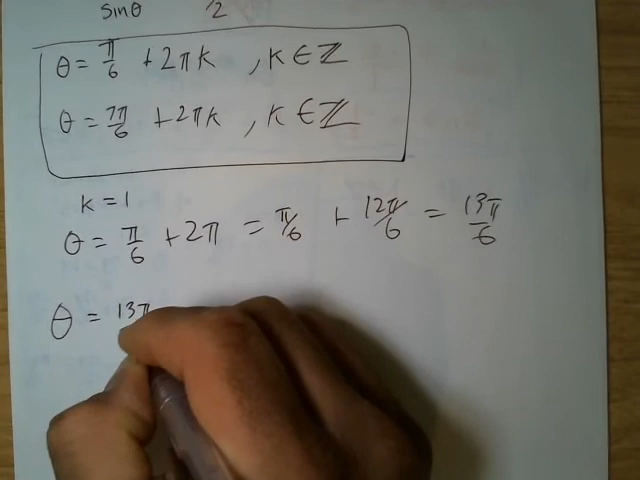 sinθ /2
θ = π/6 + 2πk , k ∈ ℤ
θ = 7π/6 + 2πk , k ∈ ℤ
k = 1
θ = π/6 + 2π = π/6 + 12π/6 = 13π/6
θ = 13π